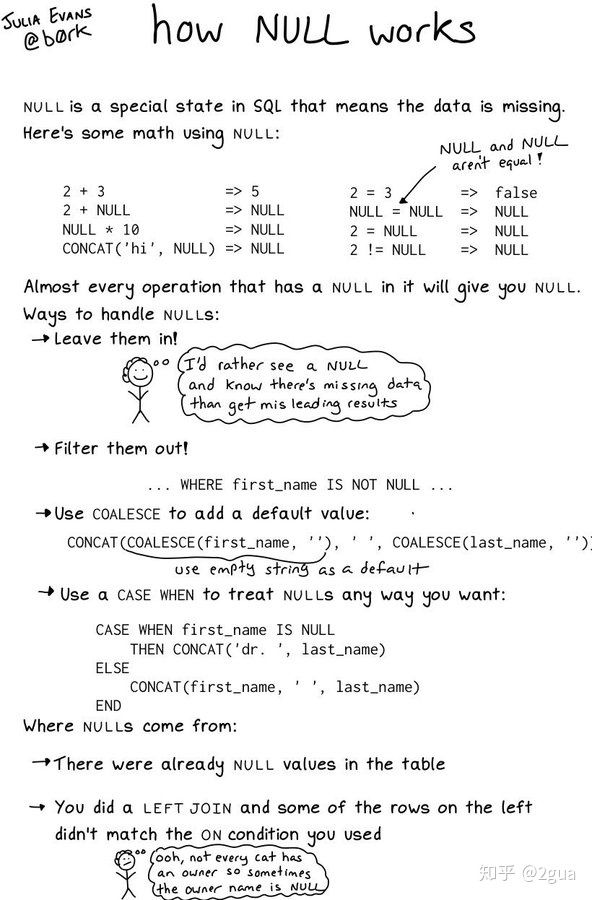 JULIA EVANS
@b0rk
how NULL works
NULL is a special state in SQL that means the data is missing.
Here's some math using NULL:
NULL and NULL
aren't equal!
2 + 3 => 5
2 + NULL => NULL
NULL * 10 => NULL
CONCAT('hi', NULL) => NULL
2 = 3 => false
NULL = NULL => NULL
2 = NULL => NULL
2 != NULL => NULL
Almost every operation that has a NULL in it will give you NULL.
Ways to handle NULLs:
→ Leave them in!
I'd rather see a NULL
and know there's missing data
than get misleading results
→ Filter them out!
... WHERE first_name IS NOT NULL ...
→ Use COALESCE to add a default value:
CONCAT(COALESCE(first_name, ''), ' ', COALESCE(last_name, ''))
use empty string as a default
→ Use a CASE WHEN to treat NULLs any way you want:
CASE WHEN first_name IS NULL
THEN CONCAT('dr. ', last_name)
ELSE
CONCAT(first_name, ' ', last_name)
END
Where NULLs come from:
→ There were already NULL values in the table
→ You did a LEFT JOIN and some of the rows on the left
didn't match the ON condition you used
ooh, not every cat has
an owner so sometimes
the owner name is NULL
知乎 @2gua